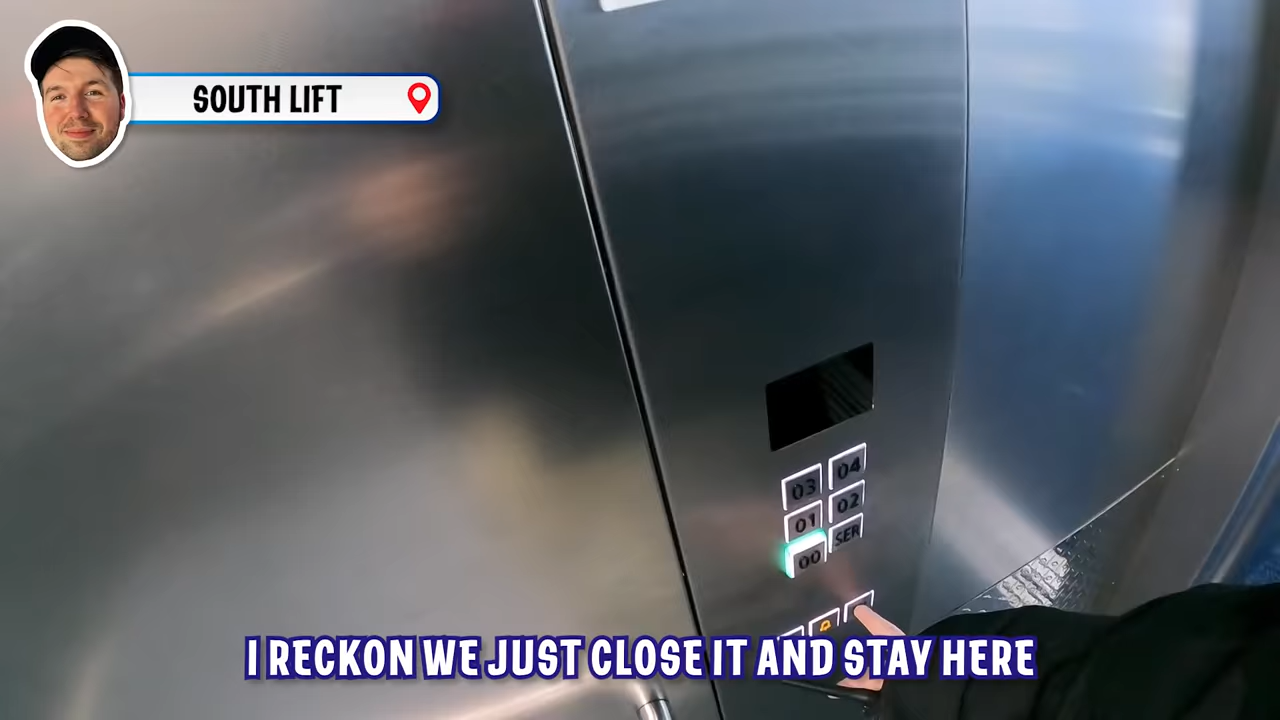 SOUTH LIFT
03 04
01 02
00 SER
I RECKON WE JUST CLOSE IT AND STAY HERE